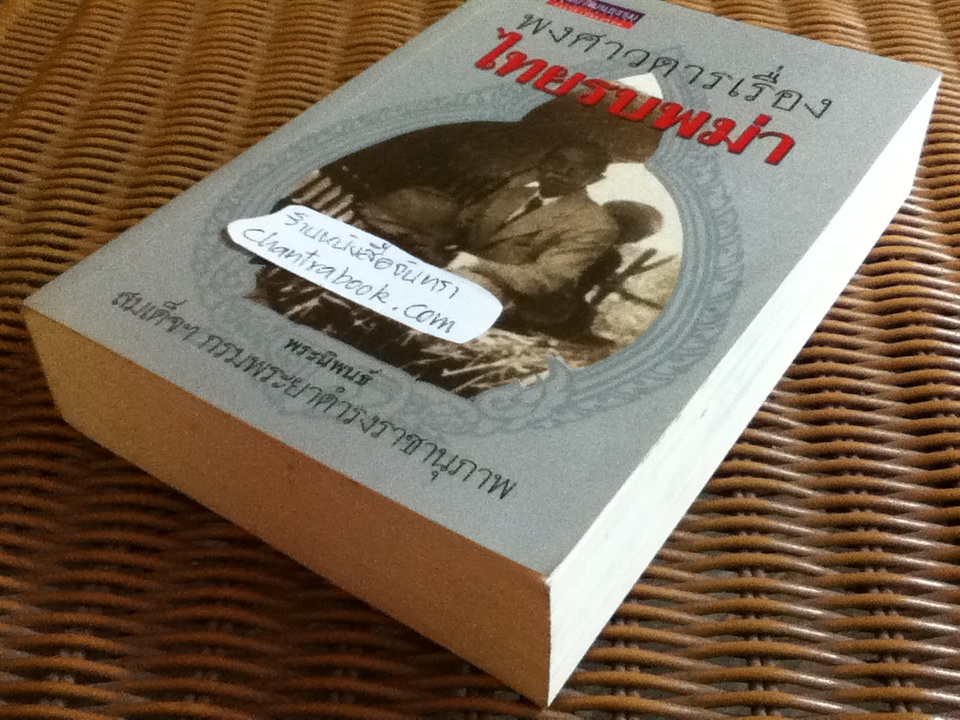 พงศาวดารเรื่อง
ไทยรบพม่า
ร้านหนังสือจันทรา
chantrabook.com
พระนิพนธ์
สมเด็จฯ กรมพระยาดำรงราชานุภาพ